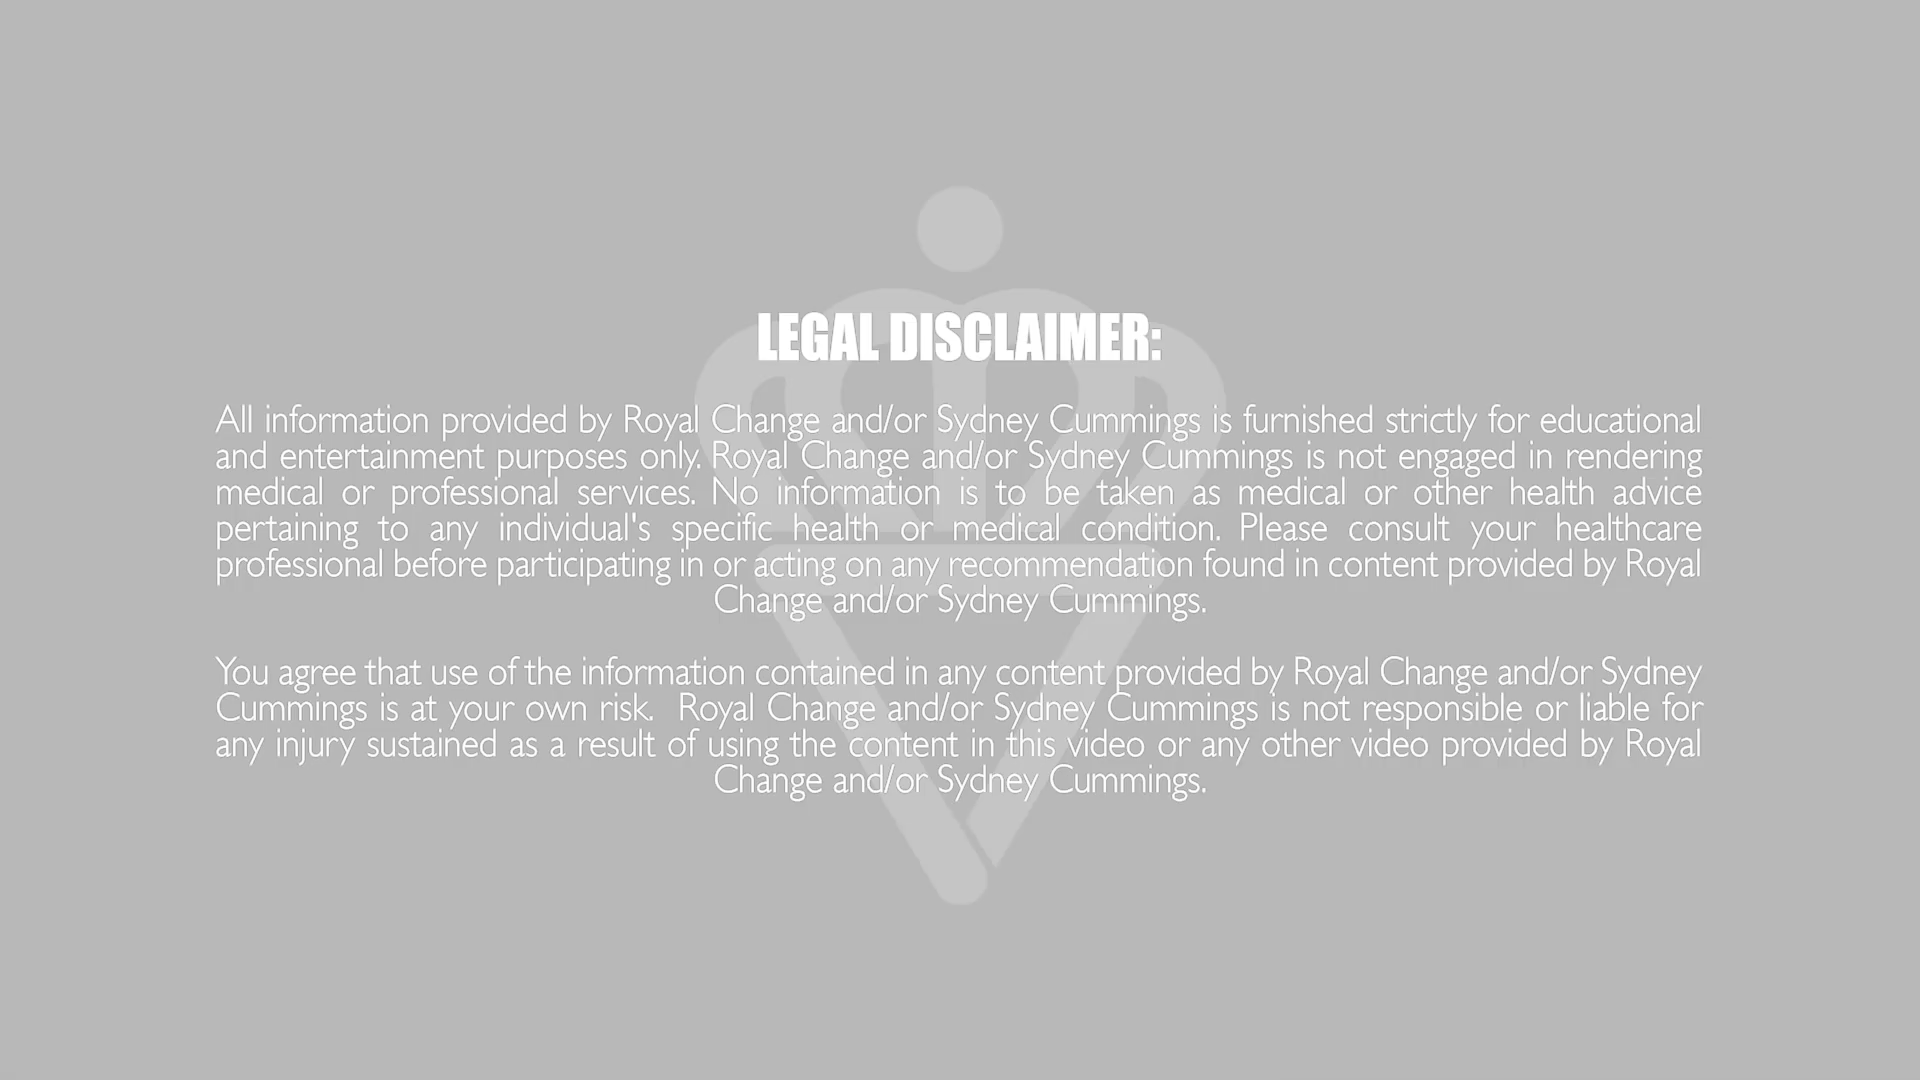 LEGAL DISCLAIMER:
All information provided by Royal Change and/or Sydney Cummings is furnished strictly for educational
and entertainment purposes only. Royal Change and/or Sydney Cummings is not engaged in rendering
medical or professional services. No information is to be taken as medical or other health advice
pertaining to any individual's specific health or medical condition. Please consult your healthcare
professional before participating in or acting on any recommendation found in content provided by Royal
Change and/or Sydney Cummings.
You agree that use of the information contained in any content provided by Royal Change and/or Sydney
Cummings is at your own risk.  Royal Change and/or Sydney Cummings is not responsible or liable for
any injury sustained as a result of using the content in this video or any other video provided by Royal
Change and/or Sydney Cummings.